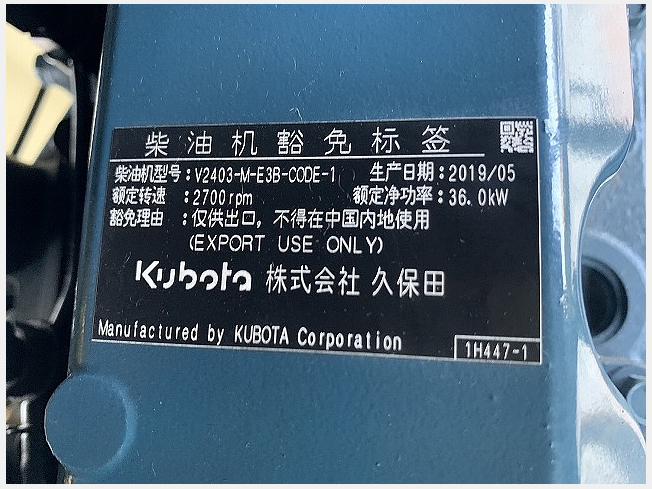 柴油机豁免标签
柴油机型号：V2403-M-E3B-CODE-1 生产日期：2019/05
额定转速：2700rpm 额定净功率：36.0kW
豁免理由：仅供出口，不得在中国内地使用
(EXPORT USE ONLY)
Kubota 株式会社 久保田
Manufactured by KUBOTA Corporation
1H447-1